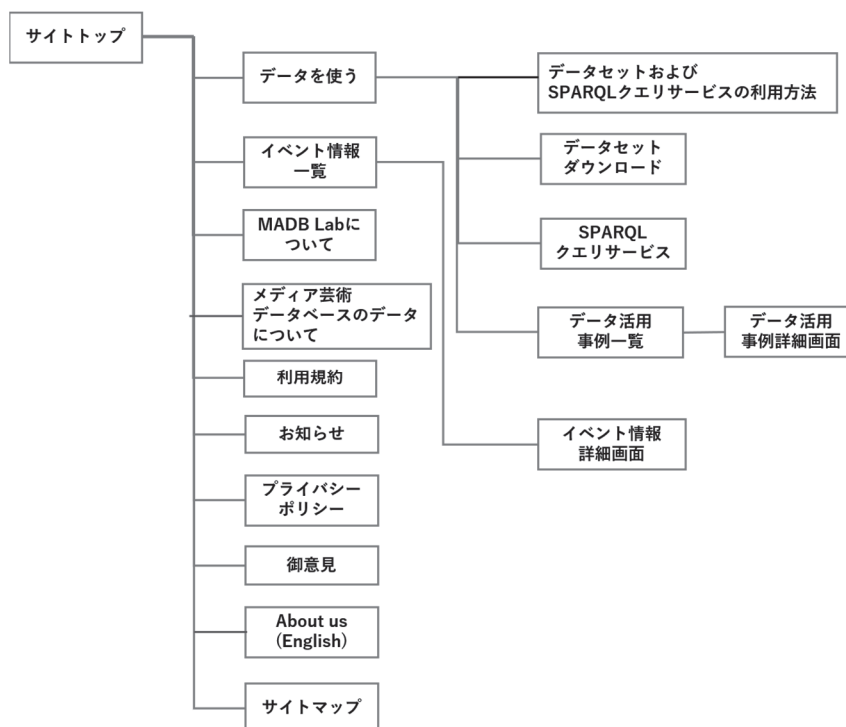 サイトトップ
データを使う
データセットおよび
SPARQLクエリサービスの利用方法
データセット
ダウンロード
SPARQL
クエリサービス
データ活用
事例一覧
データ活用
事例詳細画面
イベント情報
一覧
イベント情報
詳細画面
MADB Labに
ついて
メディア芸術
データベースのデータ
について
利用規約
お知らせ
プライバシー
ポリシー
御意見
About us
(English)
サイトマップ